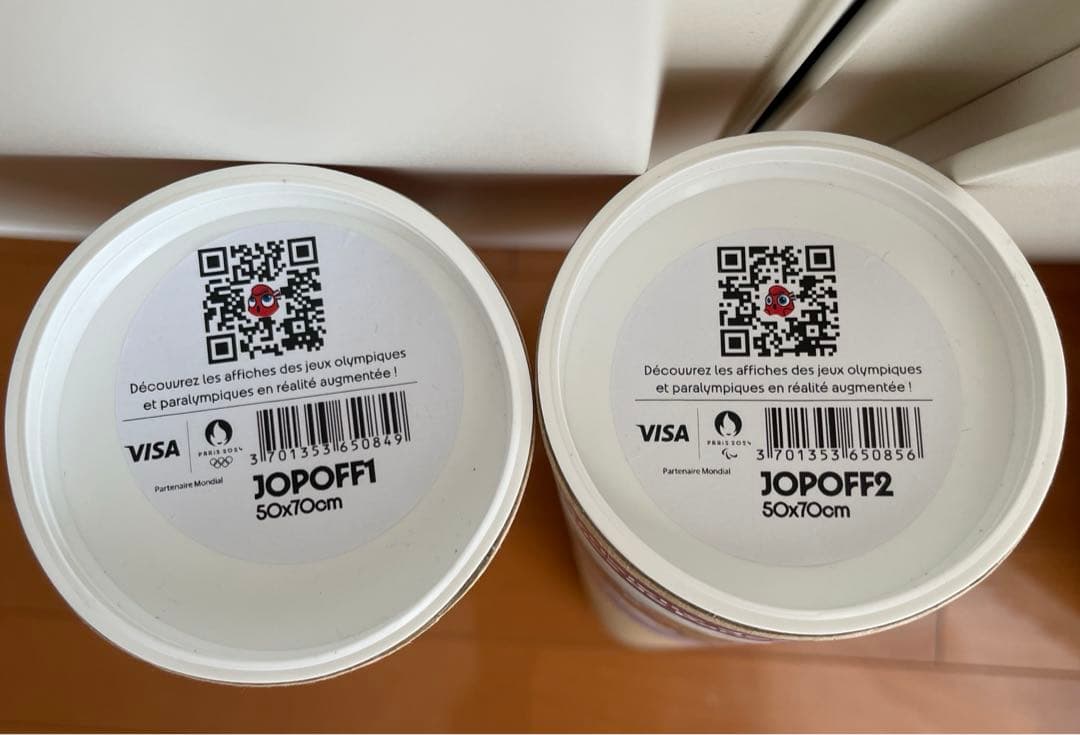 Découvrez les affiches des jeux olympiques
et paralympiques en réalité augmentée !
VISA
PARIS 2024
Partenaire Mondial
3 701353 650849
JOPOFF1
50x70cm
Découvrez les affiches des jeux olympiques
et paralympiques en réalité augmentée !
VISA
PARIS 2024
Partenaire Mondial
3 701353 650856
JOPOFF2
50x70cm